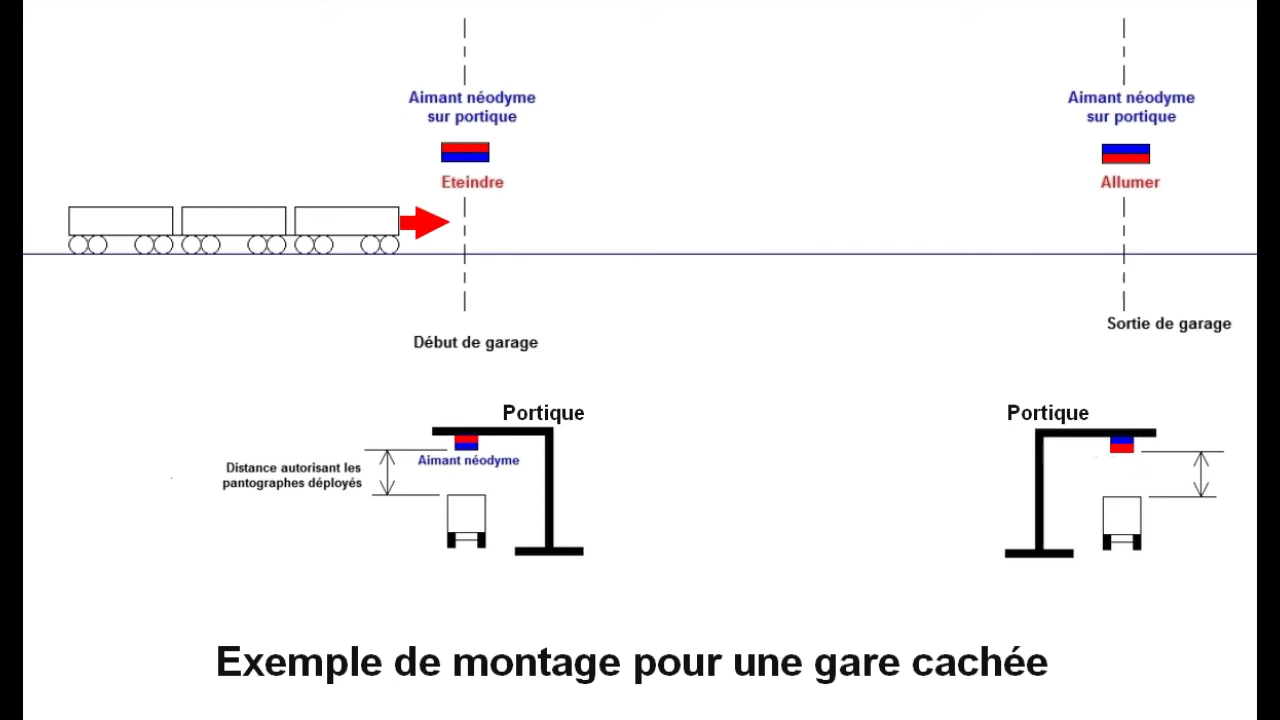 Aimant néodyme
sur portique
Eteindre
Aimant néodyme
sur portique
Allumer
Début de garage
Sortie de garage
Portique
Aimant néodyme
Distance autorisant les
pantographes déployés
Portique
Exemple de montage pour une gare cachée